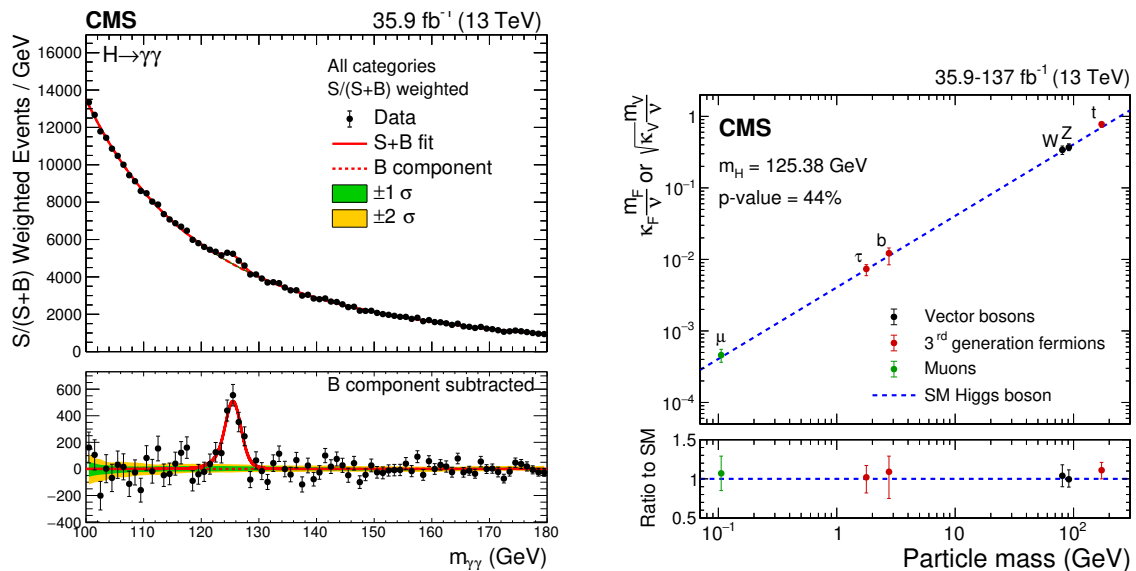 CMS 35.9 fb⁻¹ (13 TeV)
S/(S+B) Weighted Events / GeV
16000
14000
12000
10000
8000
6000
4000
2000
0
H→γγ
All categories
S/(S+B) weighted
Data
S+B fit
B component
±1 σ
±2 σ
B component subtracted
600
400
200
0
−200
−400
100 110 120 130 140 150 160 170 180
m_γγ (GeV)
35.9-137 fb⁻¹ (13 TeV)
κ_F m_F/ν or √κ_V m_V/ν
1
10⁻¹
10⁻²
10⁻³
10⁻⁴
CMS
m_H = 125.38 GeV
p-value = 44%
μ
τ
b
W
Z
t
Vector bosons
3ʳᵈ generation fermions
Muons
SM Higgs boson
Ratio to SM
1.5
1
0.5
10⁻¹ 1 10 10²
Particle mass (GeV)